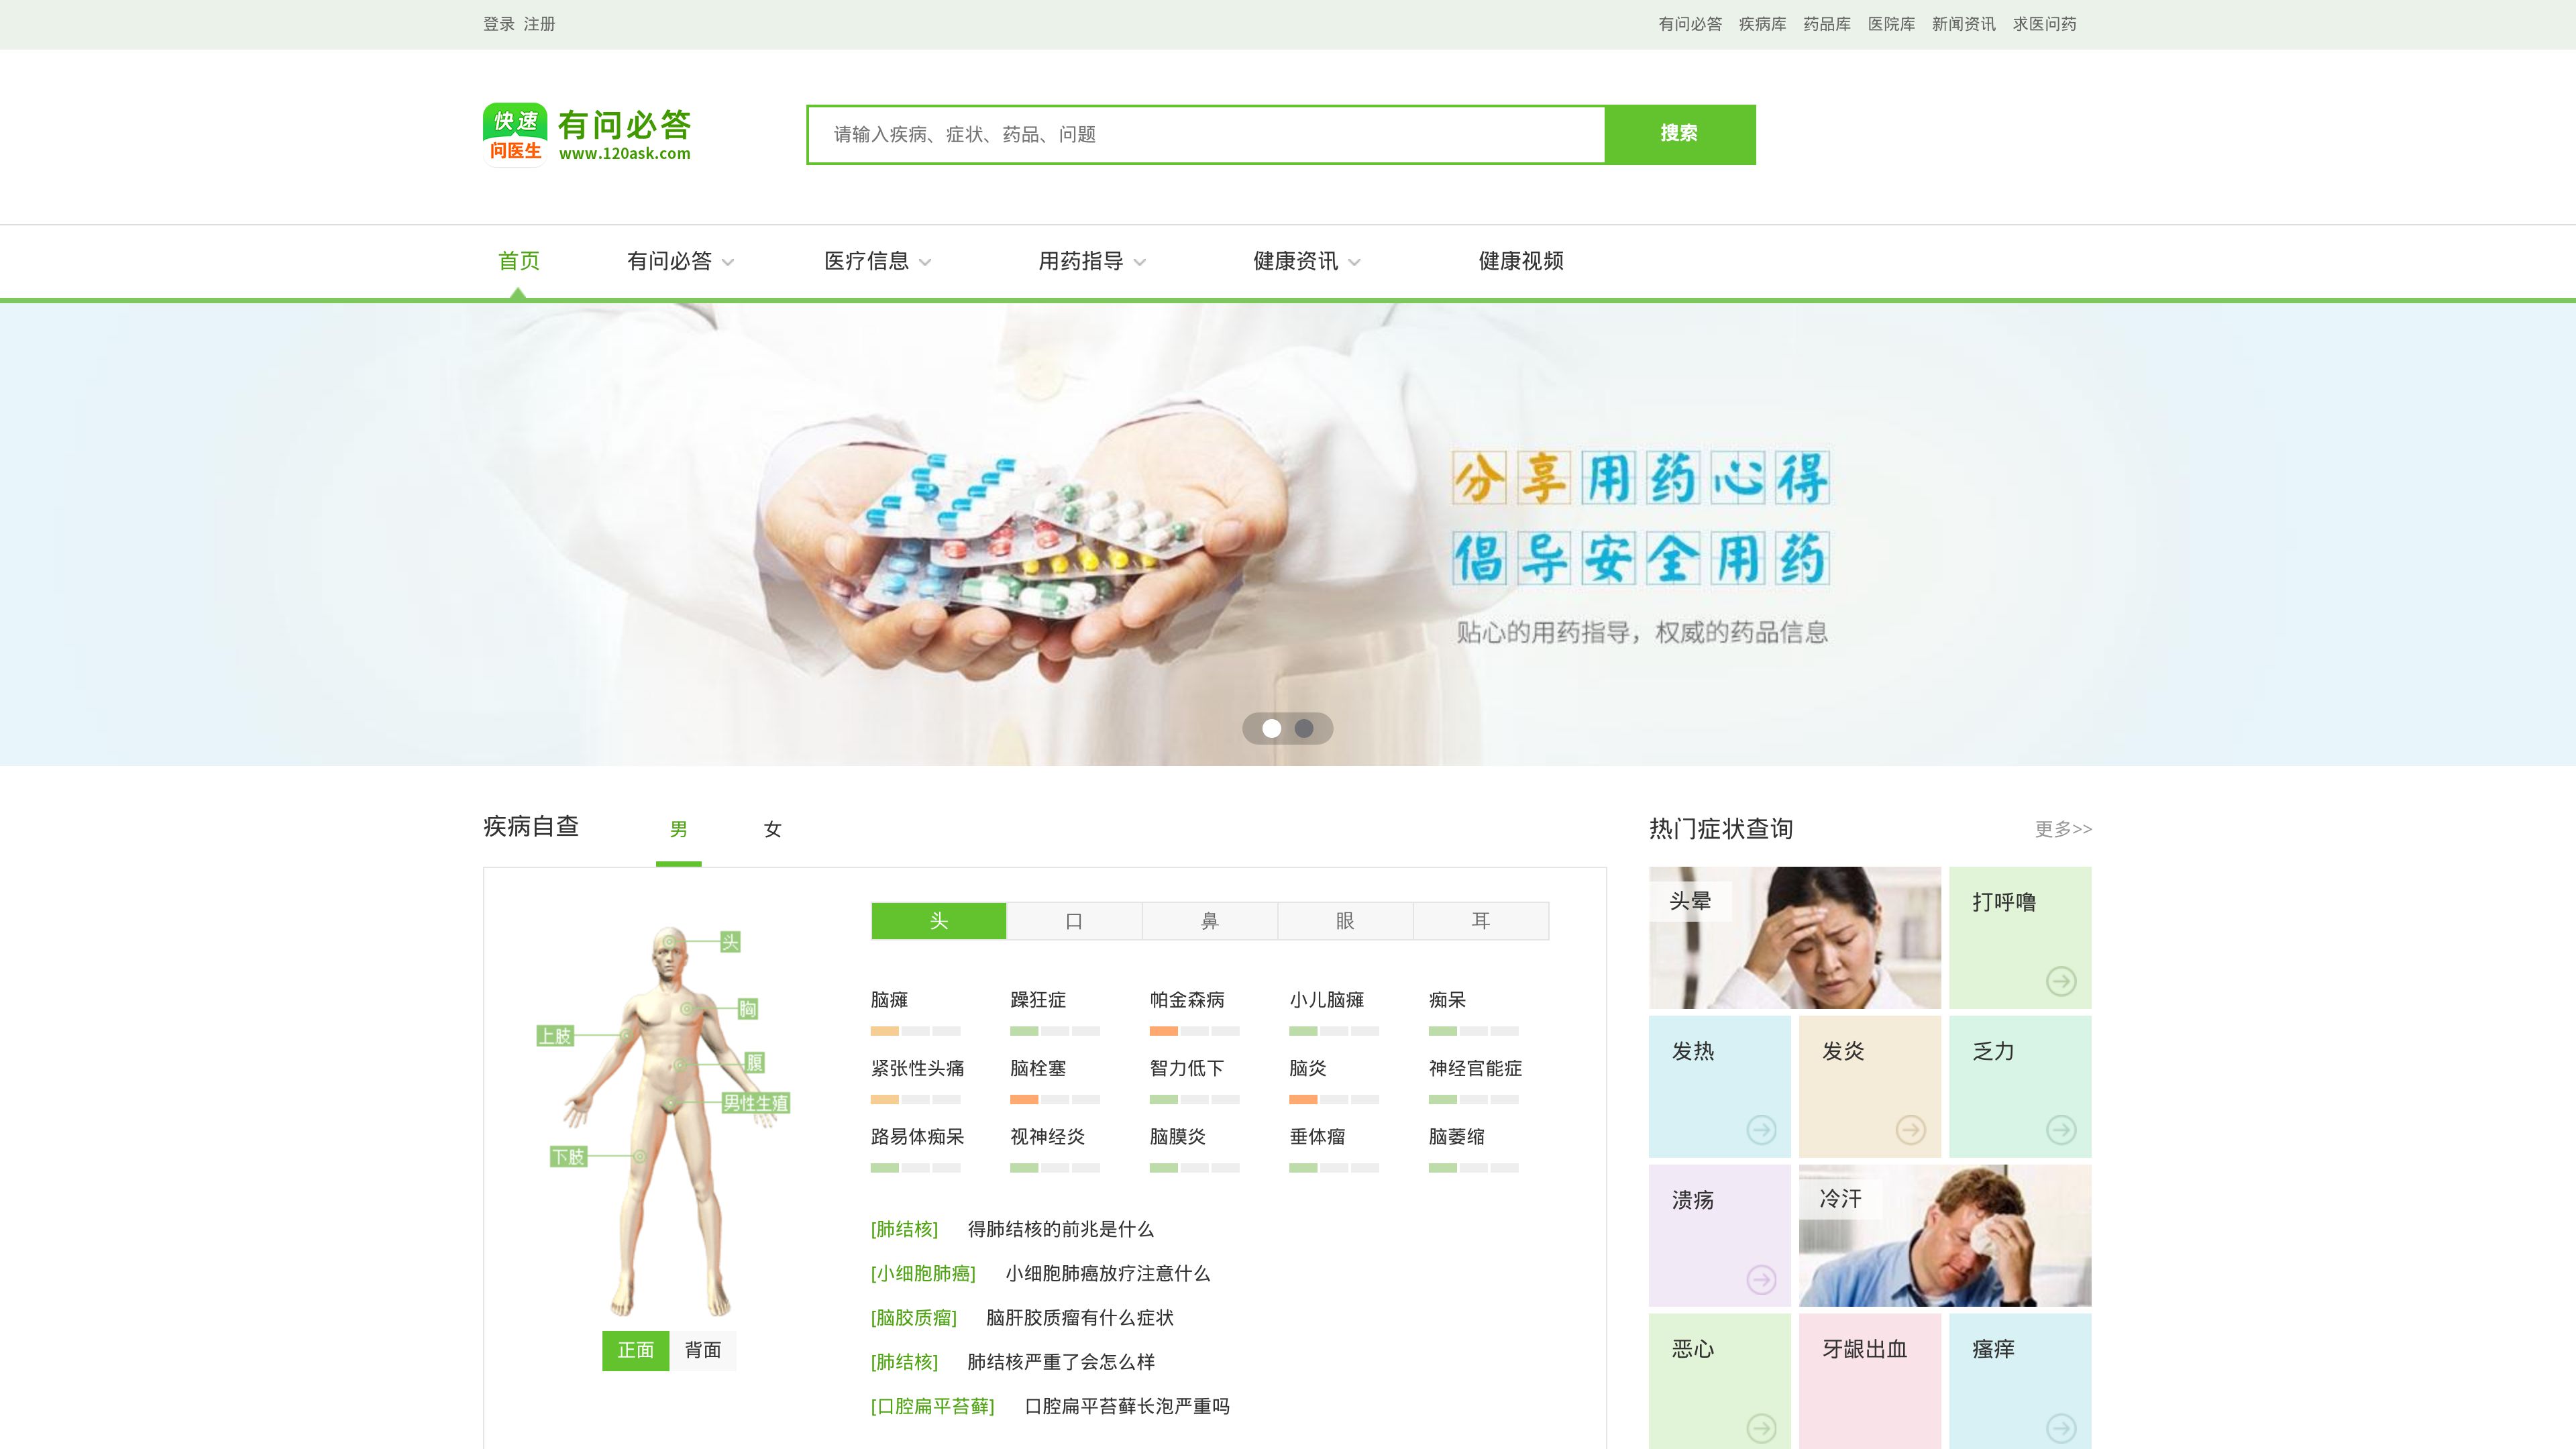 登录 注册
有问必答 疾病库 药品库 医院库 新闻资讯 求医问药
快速
问医生
有问必答
www.120ask.com
请输入疾病、症状、药品、问题
搜索
首页 有问必答 医疗信息 用药指导 健康资讯 健康视频
分享用药心得
倡导安全用药
贴心的用药指导，权威的药品信息
疾病自查 男 女
头
胸
上肢
腹
男性生殖
下肢
正面 背面
头 口 鼻 眼 耳
脑瘫 躁狂症 帕金森病 小儿脑瘫 痴呆
紧张性头痛 脑栓塞 智力低下 脑炎 神经官能症
路易体痴呆 视神经炎 脑膜炎 垂体瘤 脑萎缩
[肺结核] 得肺结核的前兆是什么
[小细胞肺癌] 小细胞肺癌放疗注意什么
[脑胶质瘤] 脑肝胶质瘤有什么症状
[肺结核] 肺结核严重了会怎么样
[口腔扁平苔藓] 口腔扁平苔藓长泡严重吗
热门症状查询 更多>>
头晕 打呼噜
发热 发炎 乏力
溃疡 冷汗
恶心 牙龈出血 瘙痒